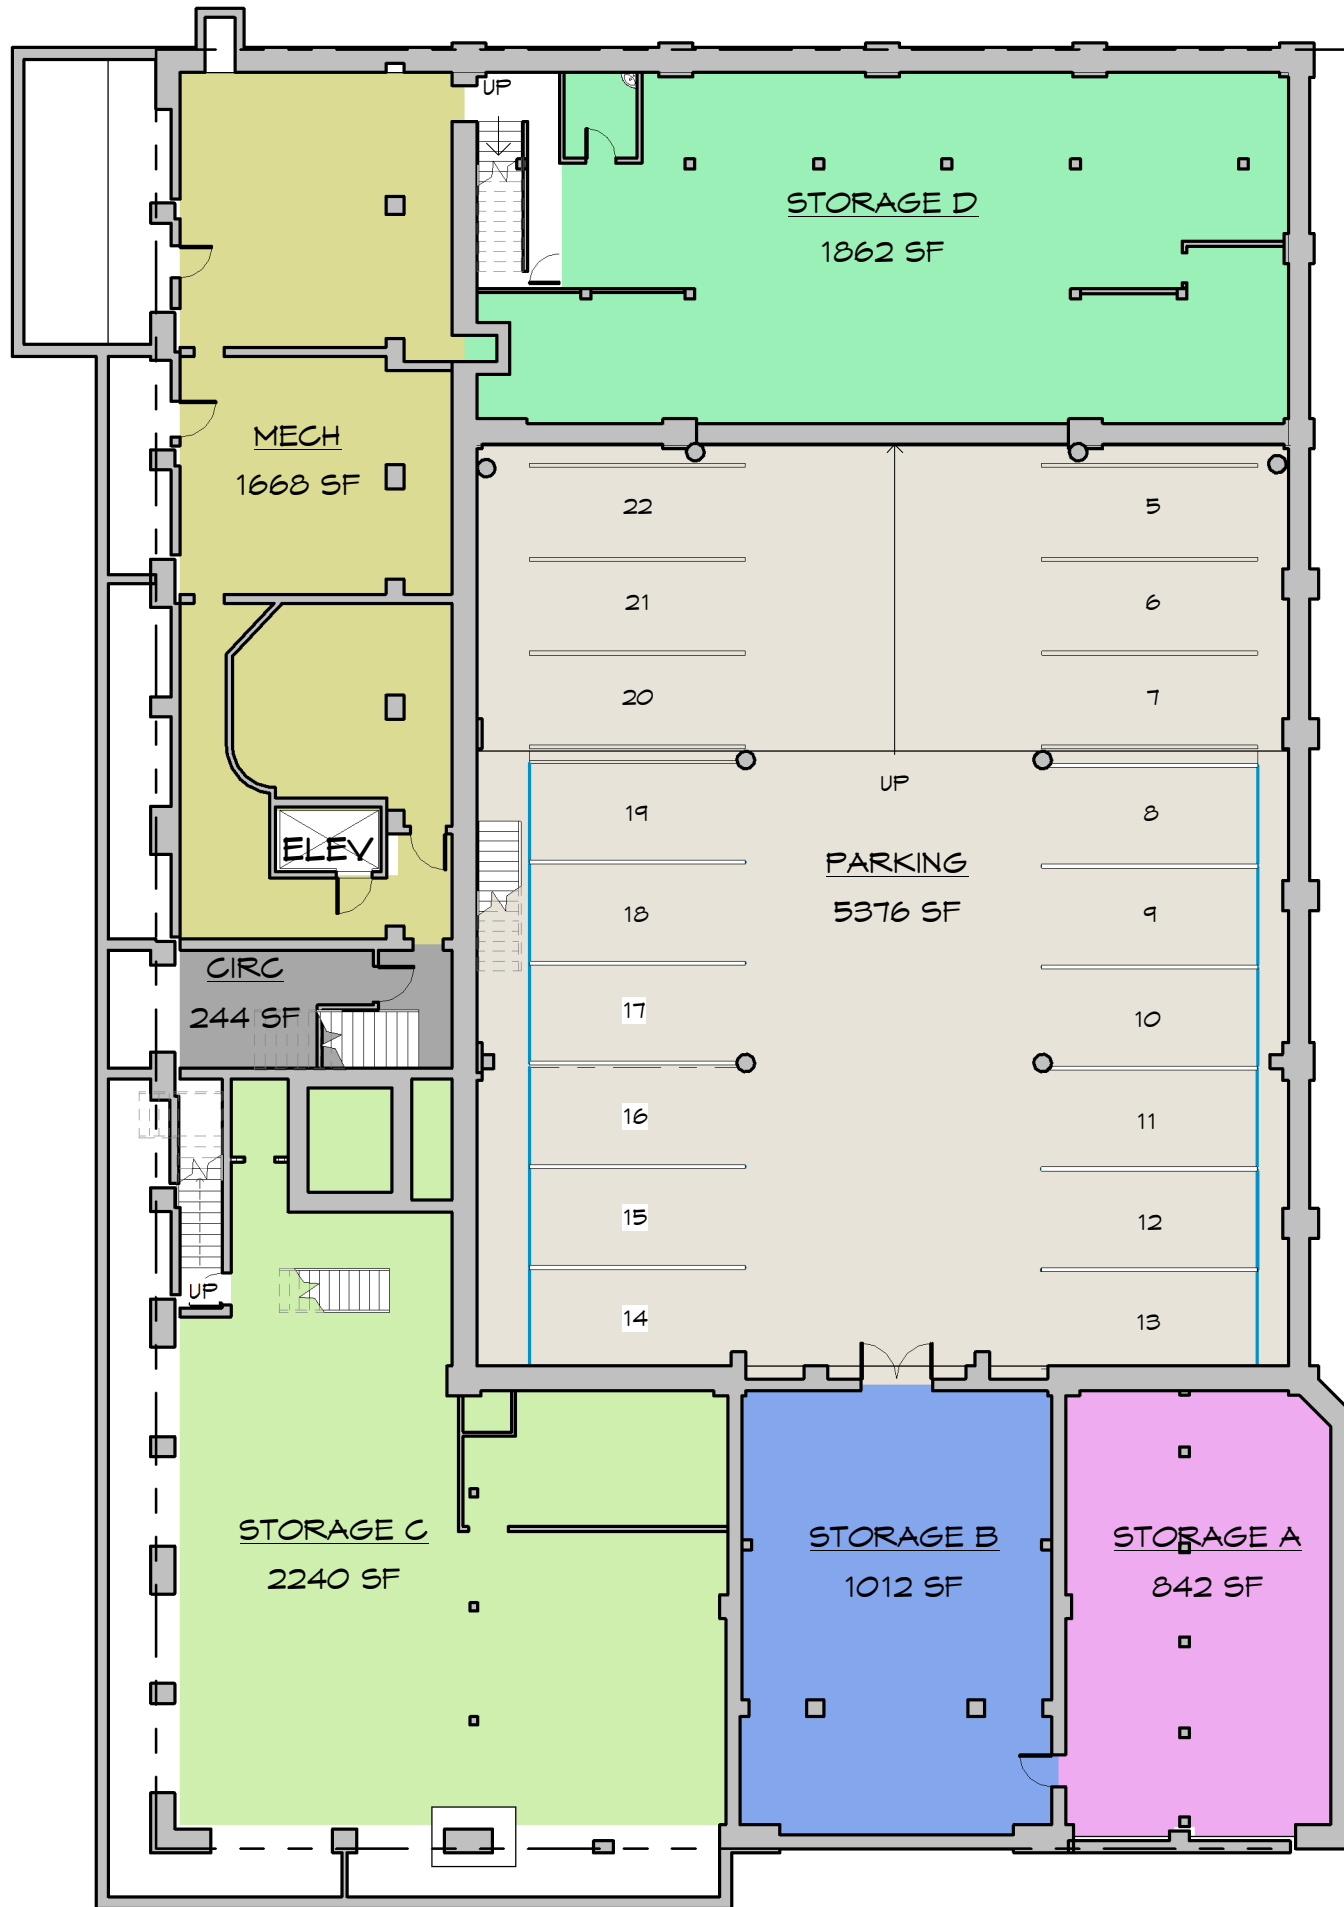 UP
STORAGE D
1862 SF
MECH
1668 SF
22
5
21
6
20
7
UP
19
8
ELEV
PARKING
5376 SF
18
9
CIRC
244 SF
17
10
16
11
15
12
UP
14
13
STORAGE C
2240 SF
STORAGE B
1012 SF
STORAGE A
842 SF